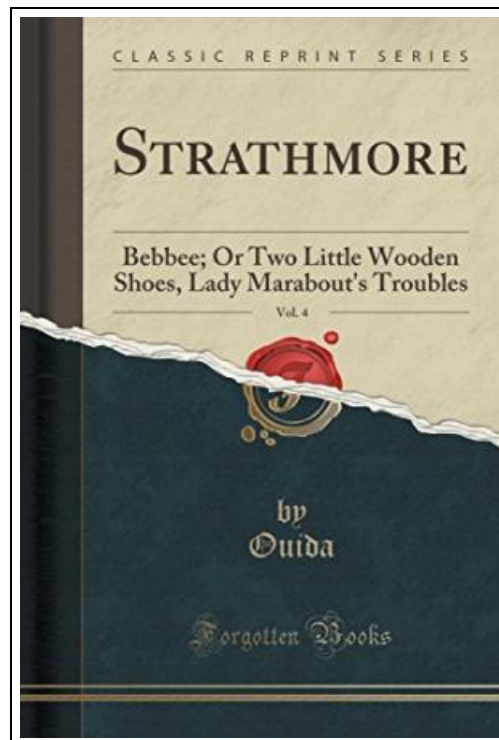 CLASSIC REPRINT SERIES
STRATHMORE
Bebbee; Or Two Little Wooden
Shoes, Lady Marabout's Troubles
Vol. 4
by
Ouida
Forgotten Books